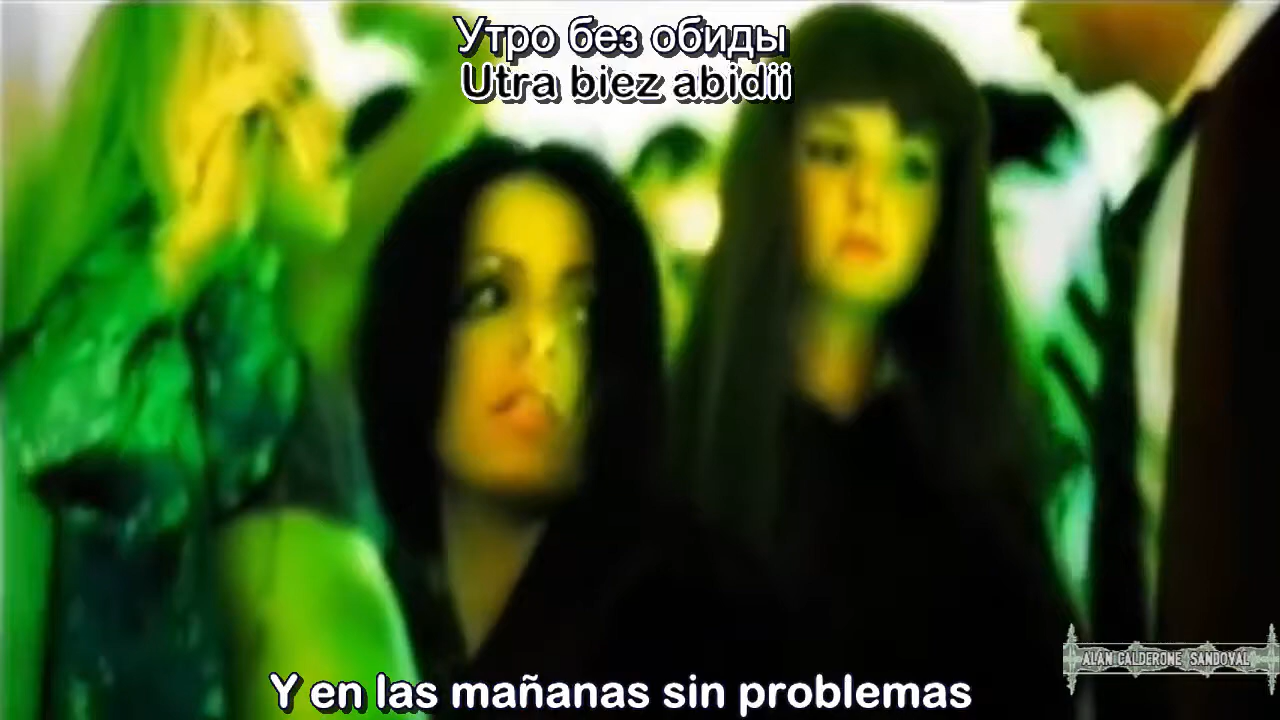 Утро без обиды
Utra biez abidii
ALAN CALDERONE SANDOVAL
Y en las mañanas sin problemas